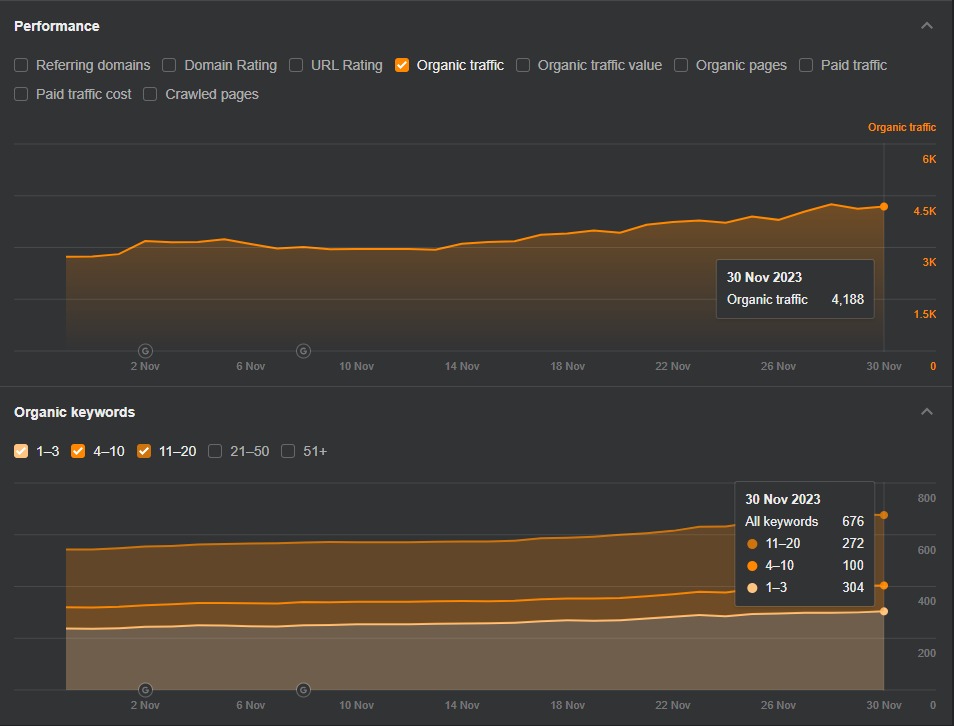 Performance
Referring domains Domain Rating URL Rating Organic traffic Organic traffic value Organic pages Paid traffic
Paid traffic cost Crawled pages
Organic traffic
6K
4.5K
3K
30 Nov 2023
Organic traffic 4,188
1.5K
G G
2 Nov 6 Nov 10 Nov 14 Nov 18 Nov 22 Nov 26 Nov 30 Nov 0
Organic keywords
1–3 4–10 11–20 21–50 51+
800
30 Nov 2023
All keywords 676
11–20 272
600
4–10 100
1–3 304
400
200
G G
2 Nov 6 Nov 10 Nov 14 Nov 18 Nov 22 Nov 26 Nov 30 Nov 0